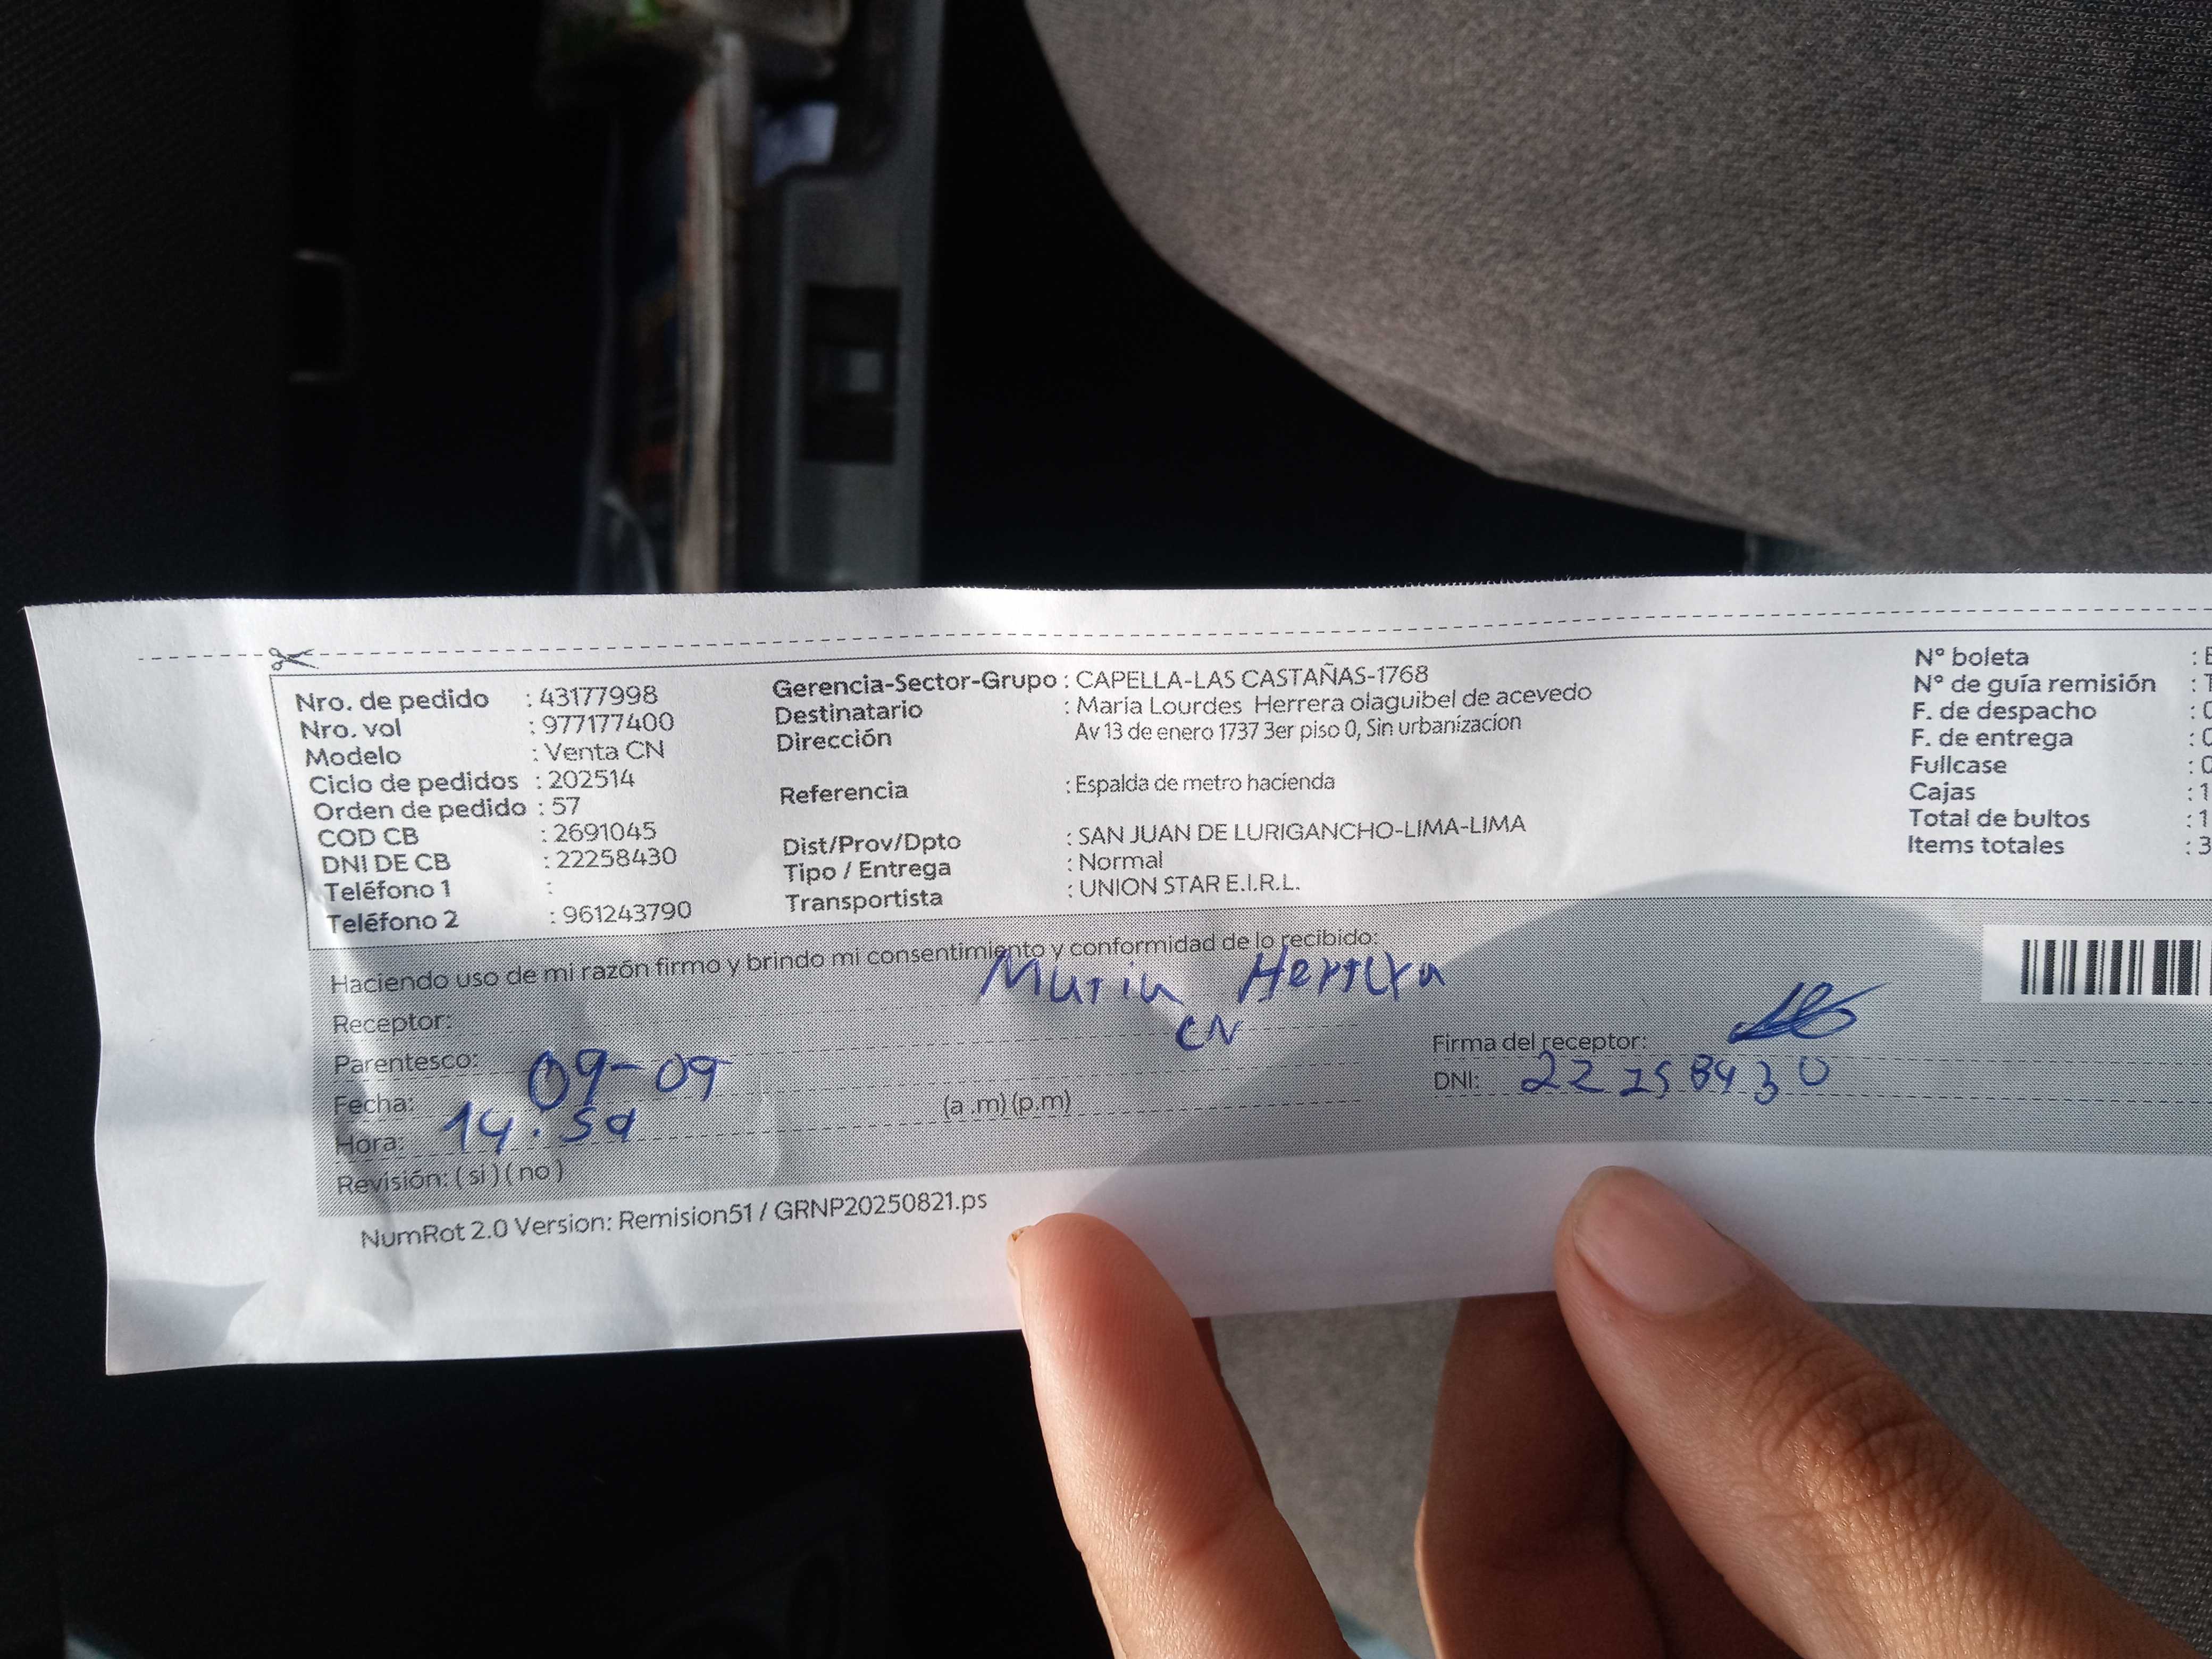 Nro. de pedido : 43177998
Nro. vol : 977177400
Modelo : Venta CN
Ciclo de pedidos : 202514
Orden de pedido : 57
COD CB : 2691045
DNI DE CB : 22258430
Teléfono 1 :
Teléfono 2 : 961243790
Gerencia-Sector-Grupo : CAPELLA-LAS CASTAÑAS-1768
Destinatario : Maria Lourdes Herrera olaguibel de acevedo
Dirección Av 13 de enero 1737 3er piso 0, Sin urbanizacion
Referencia : Espalda de metro hacienda
Dist/Prov/Dpto : SAN JUAN DE LURIGANCHO-LIMA-LIMA
Tipo / Entrega : Normal
Transportista : UNION STAR E.I.R.L.
N° boleta :
N° de guía remisión :
F. de despacho :
F. de entrega :
Fullcase :
Cajas :
Total de bultos :
Items totales :
Haciendo uso de mi razón firmo y brindo mi consentimiento y conformidad de lo recibido:
Receptor: Maria Herrera
Parentesco: CN
Firma del receptor:
Fecha: 09-09
DNI: 22258430
Hora: 14: (a .m) (p.m)
Revisión: ( si ) ( no )
NumRot 2.0 Version: Remision51 / GRNP20250821.ps